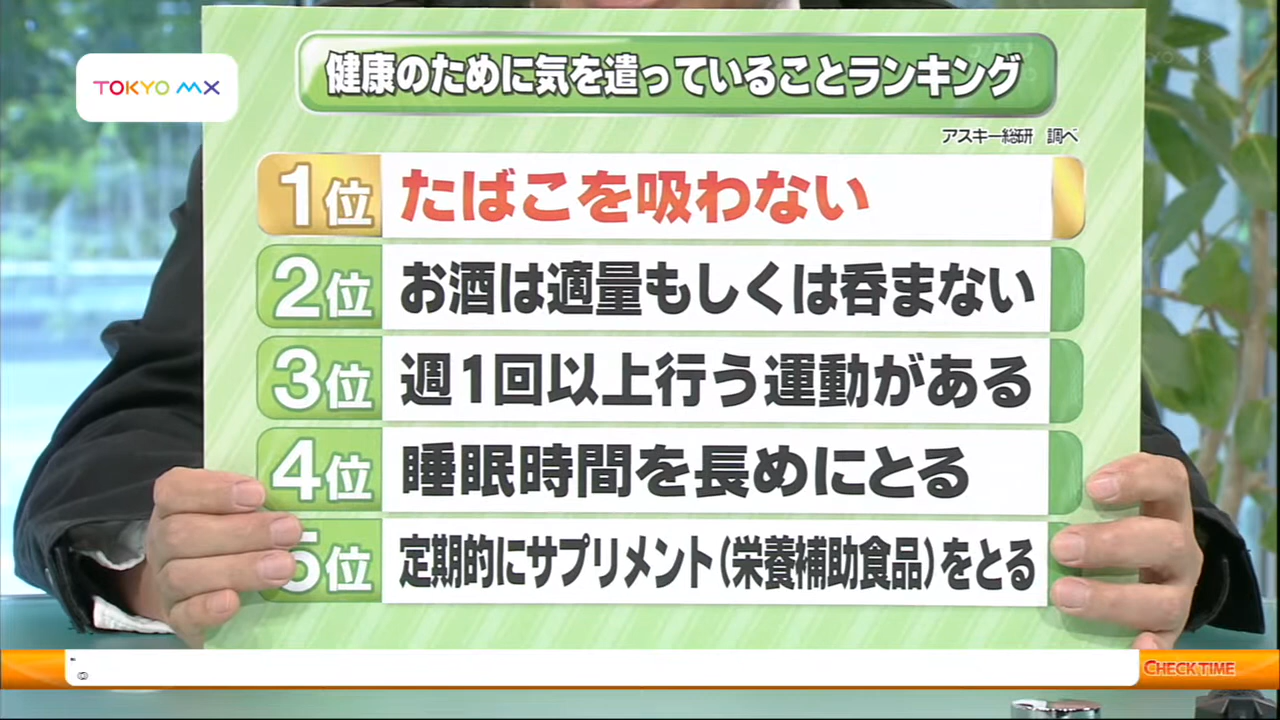 TOKYO MX
健康のために気を遣っていることランキング
アスキー総研 調べ
1位 たばこを吸わない
2位 お酒は適量もしくは呑まない
3位 週1回以上行う運動がある
4位 睡眠時間を長めにとる
5位 定期的にサプリメント(栄養補助食品)をとる
CHECK TIME